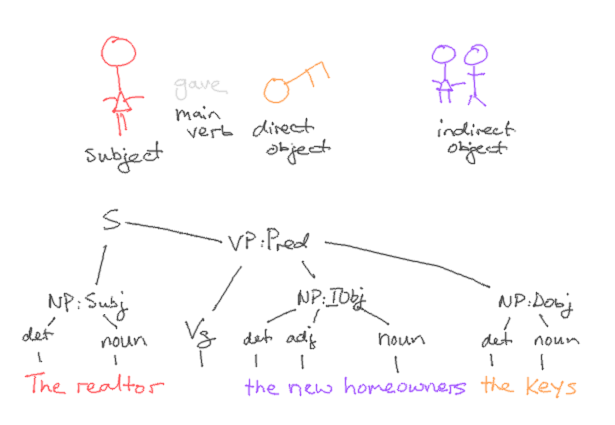 gave
main
verb
direct
object
subject
indirect
object
S
VP:Pred
NP:Subj
NP:IObj
NP:Dobj
det
noun
Vg
det
adj
noun
det
noun
The realtor
the new homeowners
the keys